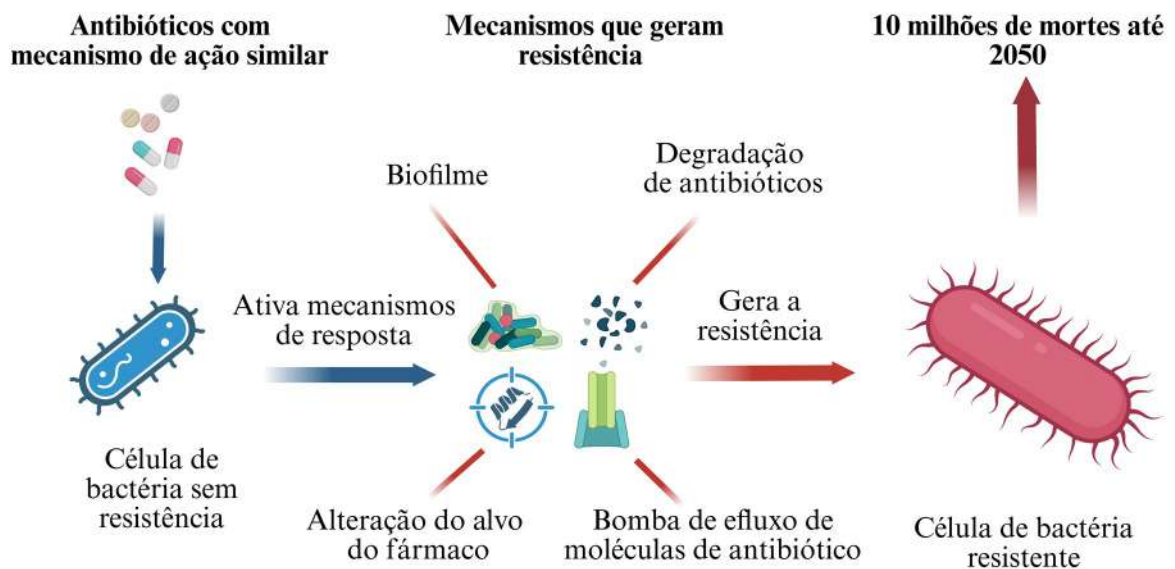 Antibióticos com
mecanismo de ação similar
Mecanismos que geram
resistência
10 milhões de mortes até
2050
Biofilme
Degradação
de antibióticos
Ativa mecanismos
de resposta
Gera a
resistência
Célula de
bactéria sem
resistência
Alteração do alvo
do fármaco
Bomba de efluxo de
moléculas de antibiótico
Célula de bactéria
resistente